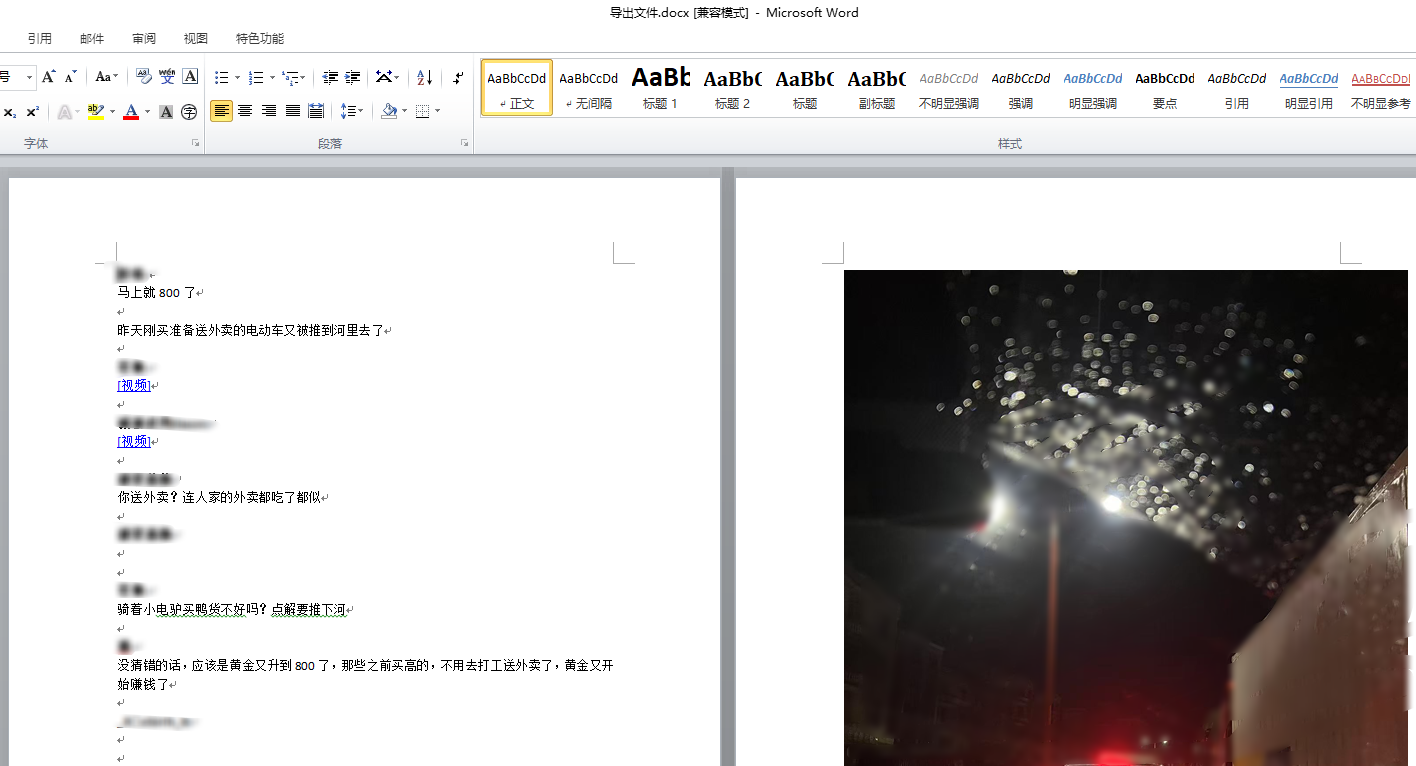 导出文件.docx [兼容模式] - Microsoft Word
引用 邮件 审阅 视图 特色功能
号 A A Aa wén A
AaBbCcDd AaBbCcDd AaBb AaBbC AaBbC AaBbC AaBbCcDd AaBbCcDd AaBbCcDd AaBbCcDd AaBbCcDd AaBbCcDd AaBbCcDd
正文 无间隔 标题 1 标题 2 标题 副标题 不明显强调 强调 明显强调 要点 引用 明显引用 不明显参考
x₂ x² A ab A A 字
字体 段落 样式
马上就 800 了
昨天刚买准备送外卖的电动车又被推到河里去了
[视频]
[视频]
你送外卖？连人家的外卖都吃了都似
骑着小电驴买鸭货不好吗？点解要推下河
没猜错的话，应该是黄金又升到 800 了，那些之前买高的，不用去打工送外卖了，黄金又开
始赚钱了